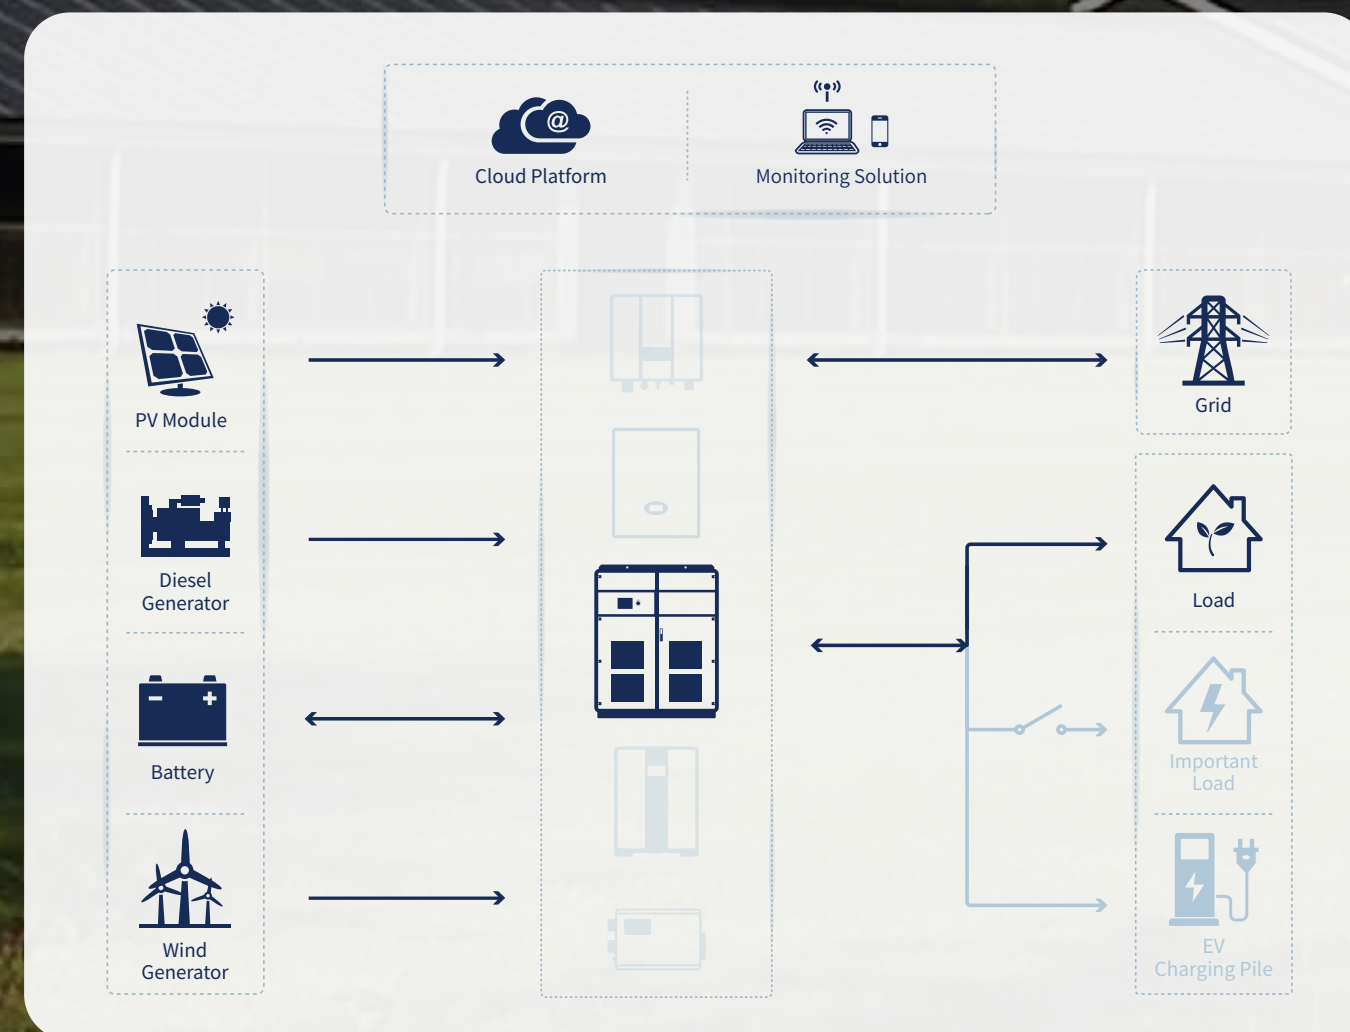 Cloud Platform
Monitoring Solution
PV Module
Diesel
Generator
Battery
Wind
Generator
Grid
Load
Important
Load
EV
Charging Pile